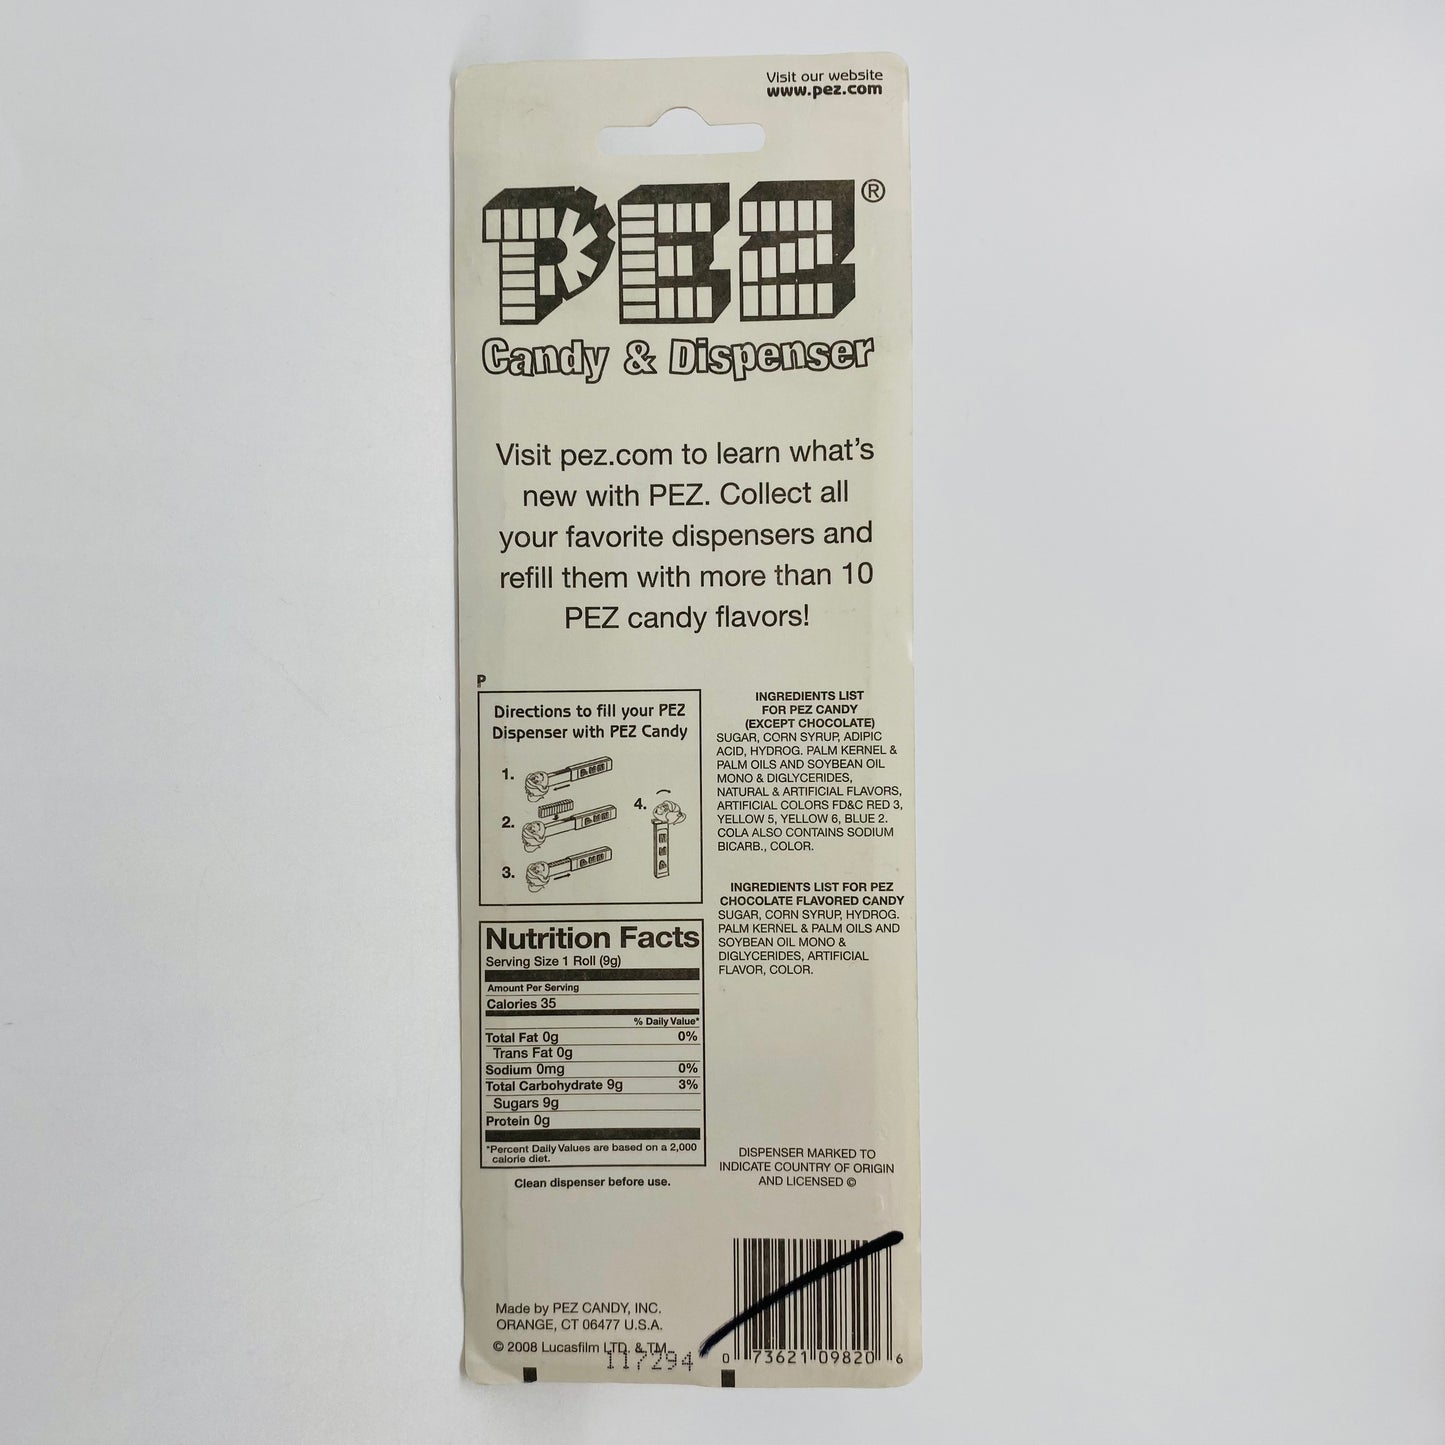 Visit our website
www.pez.com
PEZ®
Candy & Dispenser
Visit pez.com to learn what's
new with PEZ. Collect all
your favorite dispensers and
refill them with more than 10
PEZ candy flavors!
P
Directions to fill your PEZ
Dispenser with PEZ Candy
1.
2.
3.
4.
INGREDIENTS LIST
FOR PEZ CANDY
(EXCEPT CHOCOLATE)
SUGAR, CORN SYRUP, ADIPIC
ACID, HYDROG. PALM KERNEL &
PALM OILS AND SOYBEAN OIL
MONO & DIGLYCERIDES,
NATURAL & ARTIFICIAL FLAVORS,
ARTIFICIAL COLORS FD&C RED 3,
YELLOW 5, YELLOW 6, BLUE 2.
COLA ALSO CONTAINS SODIUM
BICARB., COLOR.
INGREDIENTS LIST FOR PEZ
CHOCOLATE FLAVORED CANDY
SUGAR, CORN SYRUP, HYDROG.
PALM KERNEL & PALM OILS AND
SOYBEAN OIL MONO &
DIGLYCERIDES, ARTIFICIAL
FLAVOR, COLOR.
Nutrition Facts
Serving Size 1 Roll (9g)
Amount Per Serving
Calories 35
% Daily Value*
Total Fat 0g 0%
Trans Fat 0g
Sodium 0mg 0%
Total Carbohydrate 9g 3%
Sugars 9g
Protein 0g
*Percent Daily Values are based on a 2,000
calorie diet.
Clean dispenser before use.
DISPENSER MARKED TO
INDICATE COUNTRY OF ORIGIN
AND LICENSED ©
Made by PEZ CANDY, INC.
ORANGE, CT 06477 U.S.A.
© 2008 Lucasfilm LTD. & TM
117294
0 73621 09820 6